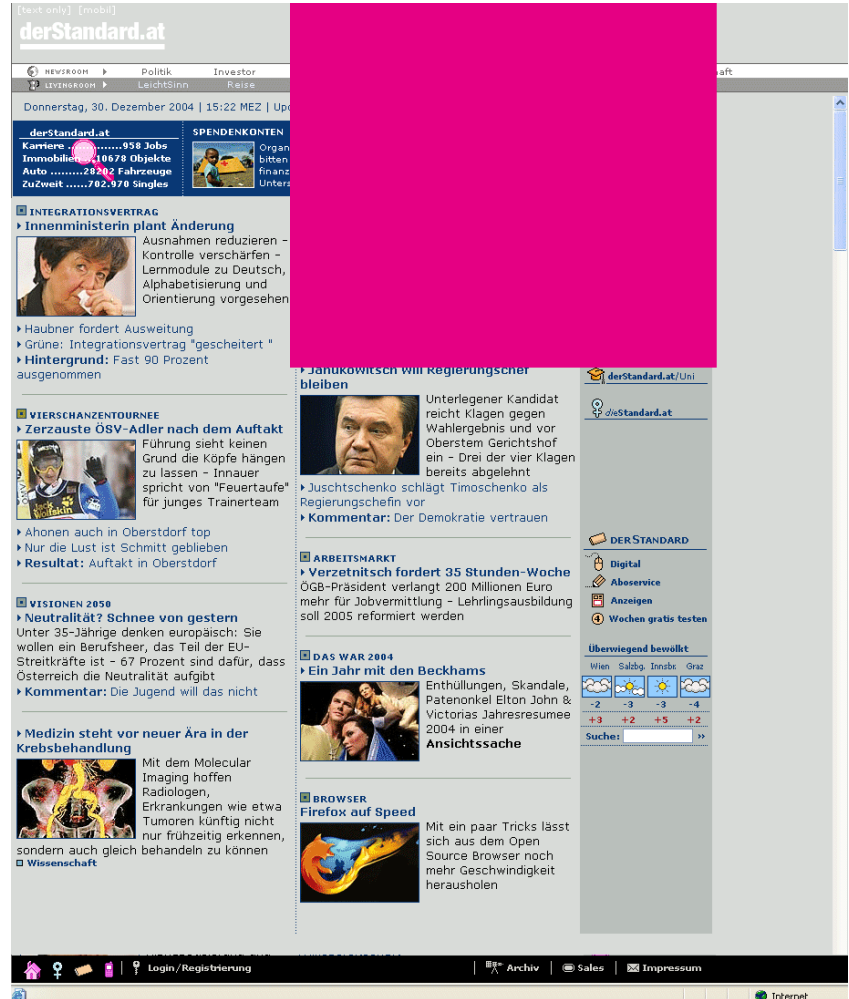 [text only] [mobil]
derStandard.at
NEWSROOM Politik Investor
LIVINGROOM LeichtSinn Reise
Donnerstag, 30. Dezember 2004 | 15:22 MEZ |
derStandard.at
Karriere ..............958 Jobs
Immobilien ...10678 Objekte
Auto .........28202 Fahrzeuge
ZuZweit ......702.970 Singles
SPENDENKONTEN
bitten
INTEGRATIONSVERTRAG
Innenministerin plant Änderung
Ausnahmen reduzieren –
Kontrolle verschärfen –
Lernmodule zu Deutsch,
Alphabetisierung und
Orientierung vorgesehen
Haubner fordert Ausweitung
Grüne: Integrationsvertrag "gescheitert "
Hintergrund: Fast 90 Prozent
ausgenommen
VIERSCHANZENTOURNEE
Zerzauste ÖSV-Adler nach dem Auftakt
Führung sieht keinen
Grund die Köpfe hängen
zu lassen – Innauer
spricht von "Feuertaufe"
für junges Trainerteam
Jack
Wolfskin
Ahonen auch in Oberstdorf top
Nur die Lust ist Schmitt geblieben
Resultat: Auftakt in Oberstdorf
VISIONEN 2050
Neutralität? Schnee von gestern
Unter 35-Jährige denken europäisch: Sie
wollen ein Berufsheer, das Teil der EU-
Streitkräfte ist – 67 Prozent sind dafür, dass
Österreich die Neutralität aufgibt
Kommentar: Die Jugend will das nicht
Medizin steht vor neuer Ära in der
Krebsbehandlung
Mit dem Molecular
Imaging hoffen
Radiologen,
Erkrankungen wie etwa
Tumoren künftig nicht
nur frühzeitig erkennen,
sondern auch gleich behandeln zu können
Wissenschaft
Janukowitsch will Regierungschef
bleiben
Unterlegener Kandidat
reicht Klagen gegen
Wahlergebnis und vor
Oberstem Gerichtshof
ein – Drei der vier Klagen
bereits abgelehnt
Juschtschenko schlägt Timoschenko als
Regierungschefin vor
Kommentar: Der Demokratie vertrauen
ARBEITSMARKT
Verzetnitsch fordert 35 Stunden-Woche
ÖGB-Präsident verlangt 200 Millionen Euro
mehr für Jobvermittlung – Lehrlingsausbildung
soll 2005 reformiert werden
DAS WAR 2004
Ein Jahr mit den Beckhams
Enthüllungen, Skandale,
Patenonkel Elton John &
Victorias Jahresresumee
2004 in einer
Ansichtssache
BROWSER
Firefox auf Speed
Mit ein paar Tricks lässt
sich aus dem Open
Source Browser noch
mehr Geschwindigkeit
herausholen
derStandard.at/Uni
dieStandard.at
DER STANDARD
Digital
Aboservice
Anzeigen
4 Wochen gratis testen
Überwiegend bewölkt
Wien Salzbg. Innsbr. Graz
-2 -3 -3 -4
+3 +2 +5 +2
Suche: »
Login/Registrierung | Archiv | Sales | Impressum
Internet